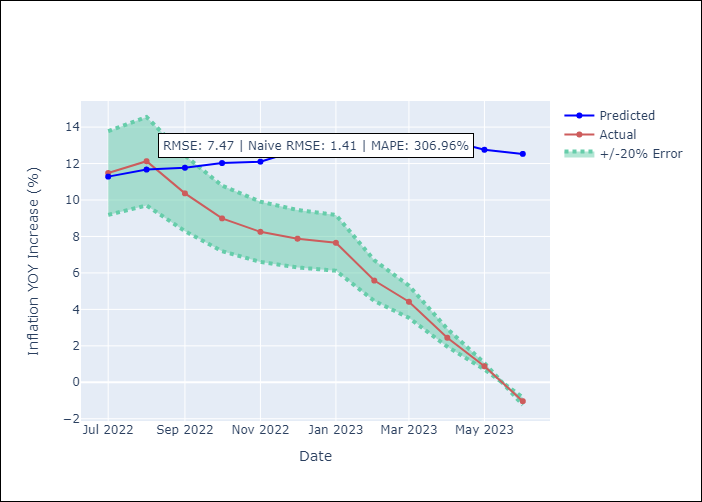 RMSE: 7.47 | Naive RMSE: 1.41 | MAPE: 306.96%
Predicted
Actual
+/-20% Error
Inflation YOY Increase (%)
14
12
10
8
6
4
2
0
−2
Jul 2022
Sep 2022
Nov 2022
Jan 2023
Mar 2023
May 2023
Date